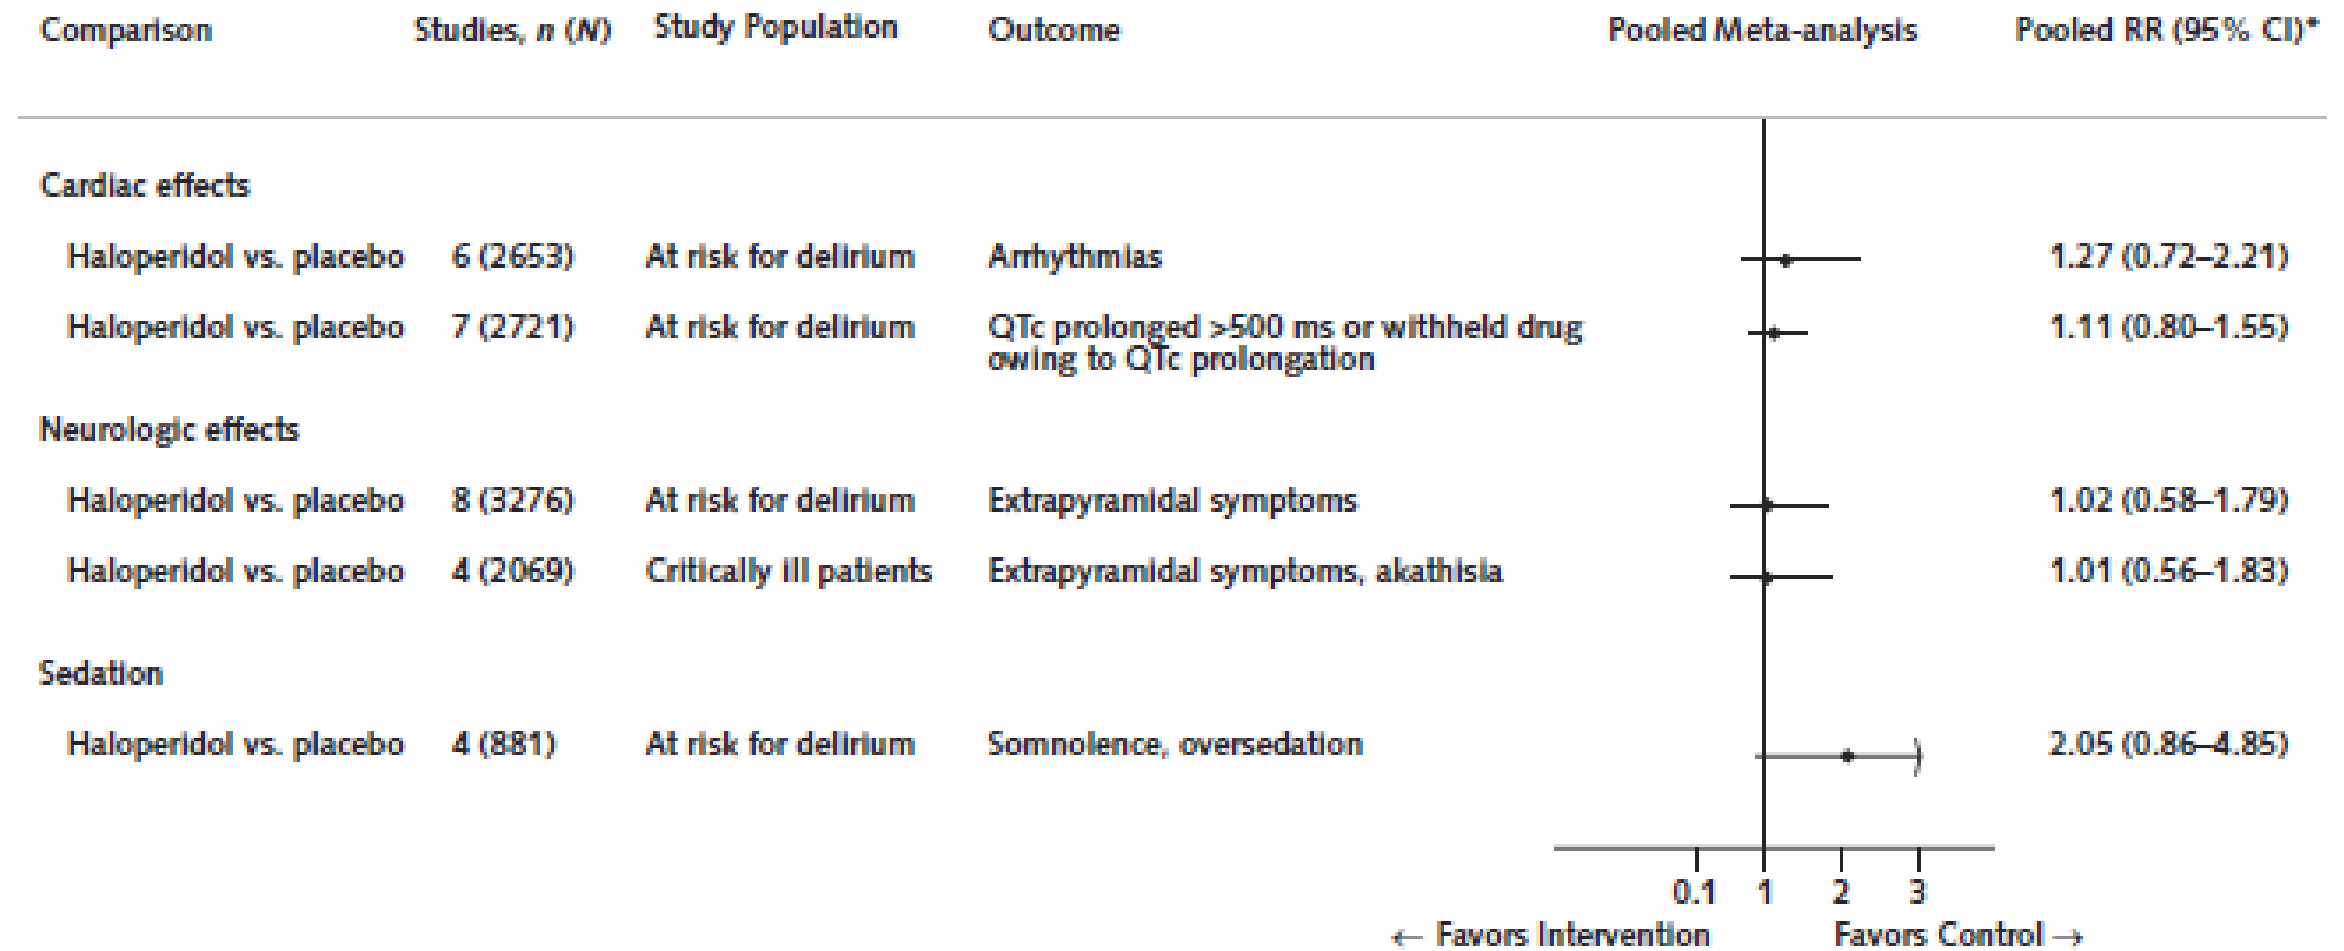 Comparison Studies, n (N) Study Population Outcome Pooled Meta-analysis Pooled RR (95% CI)*
Cardiac effects
Haloperidol vs. placebo 6 (2653) At risk for delirium Arrhythmias 1.27 (0.72–2.21)
Haloperidol vs. placebo 7 (2721) At risk for delirium QTc prolonged >500 ms or withheld drug 1.11 (0.80–1.55)
owing to QTc prolongation
Neurologic effects
Haloperidol vs. placebo 8 (3276) At risk for delirium Extrapyramidal symptoms 1.02 (0.58–1.79)
Haloperidol vs. placebo 4 (2069) Critically ill patients Extrapyramidal symptoms, akathisia 1.01 (0.56–1.83)
Sedation
Haloperidol vs. placebo 4 (881) At risk for delirium Somnolence, oversedation 2.05 (0.86–4.85)
0.1 1 2 3
← Favors Intervention Favors Control →